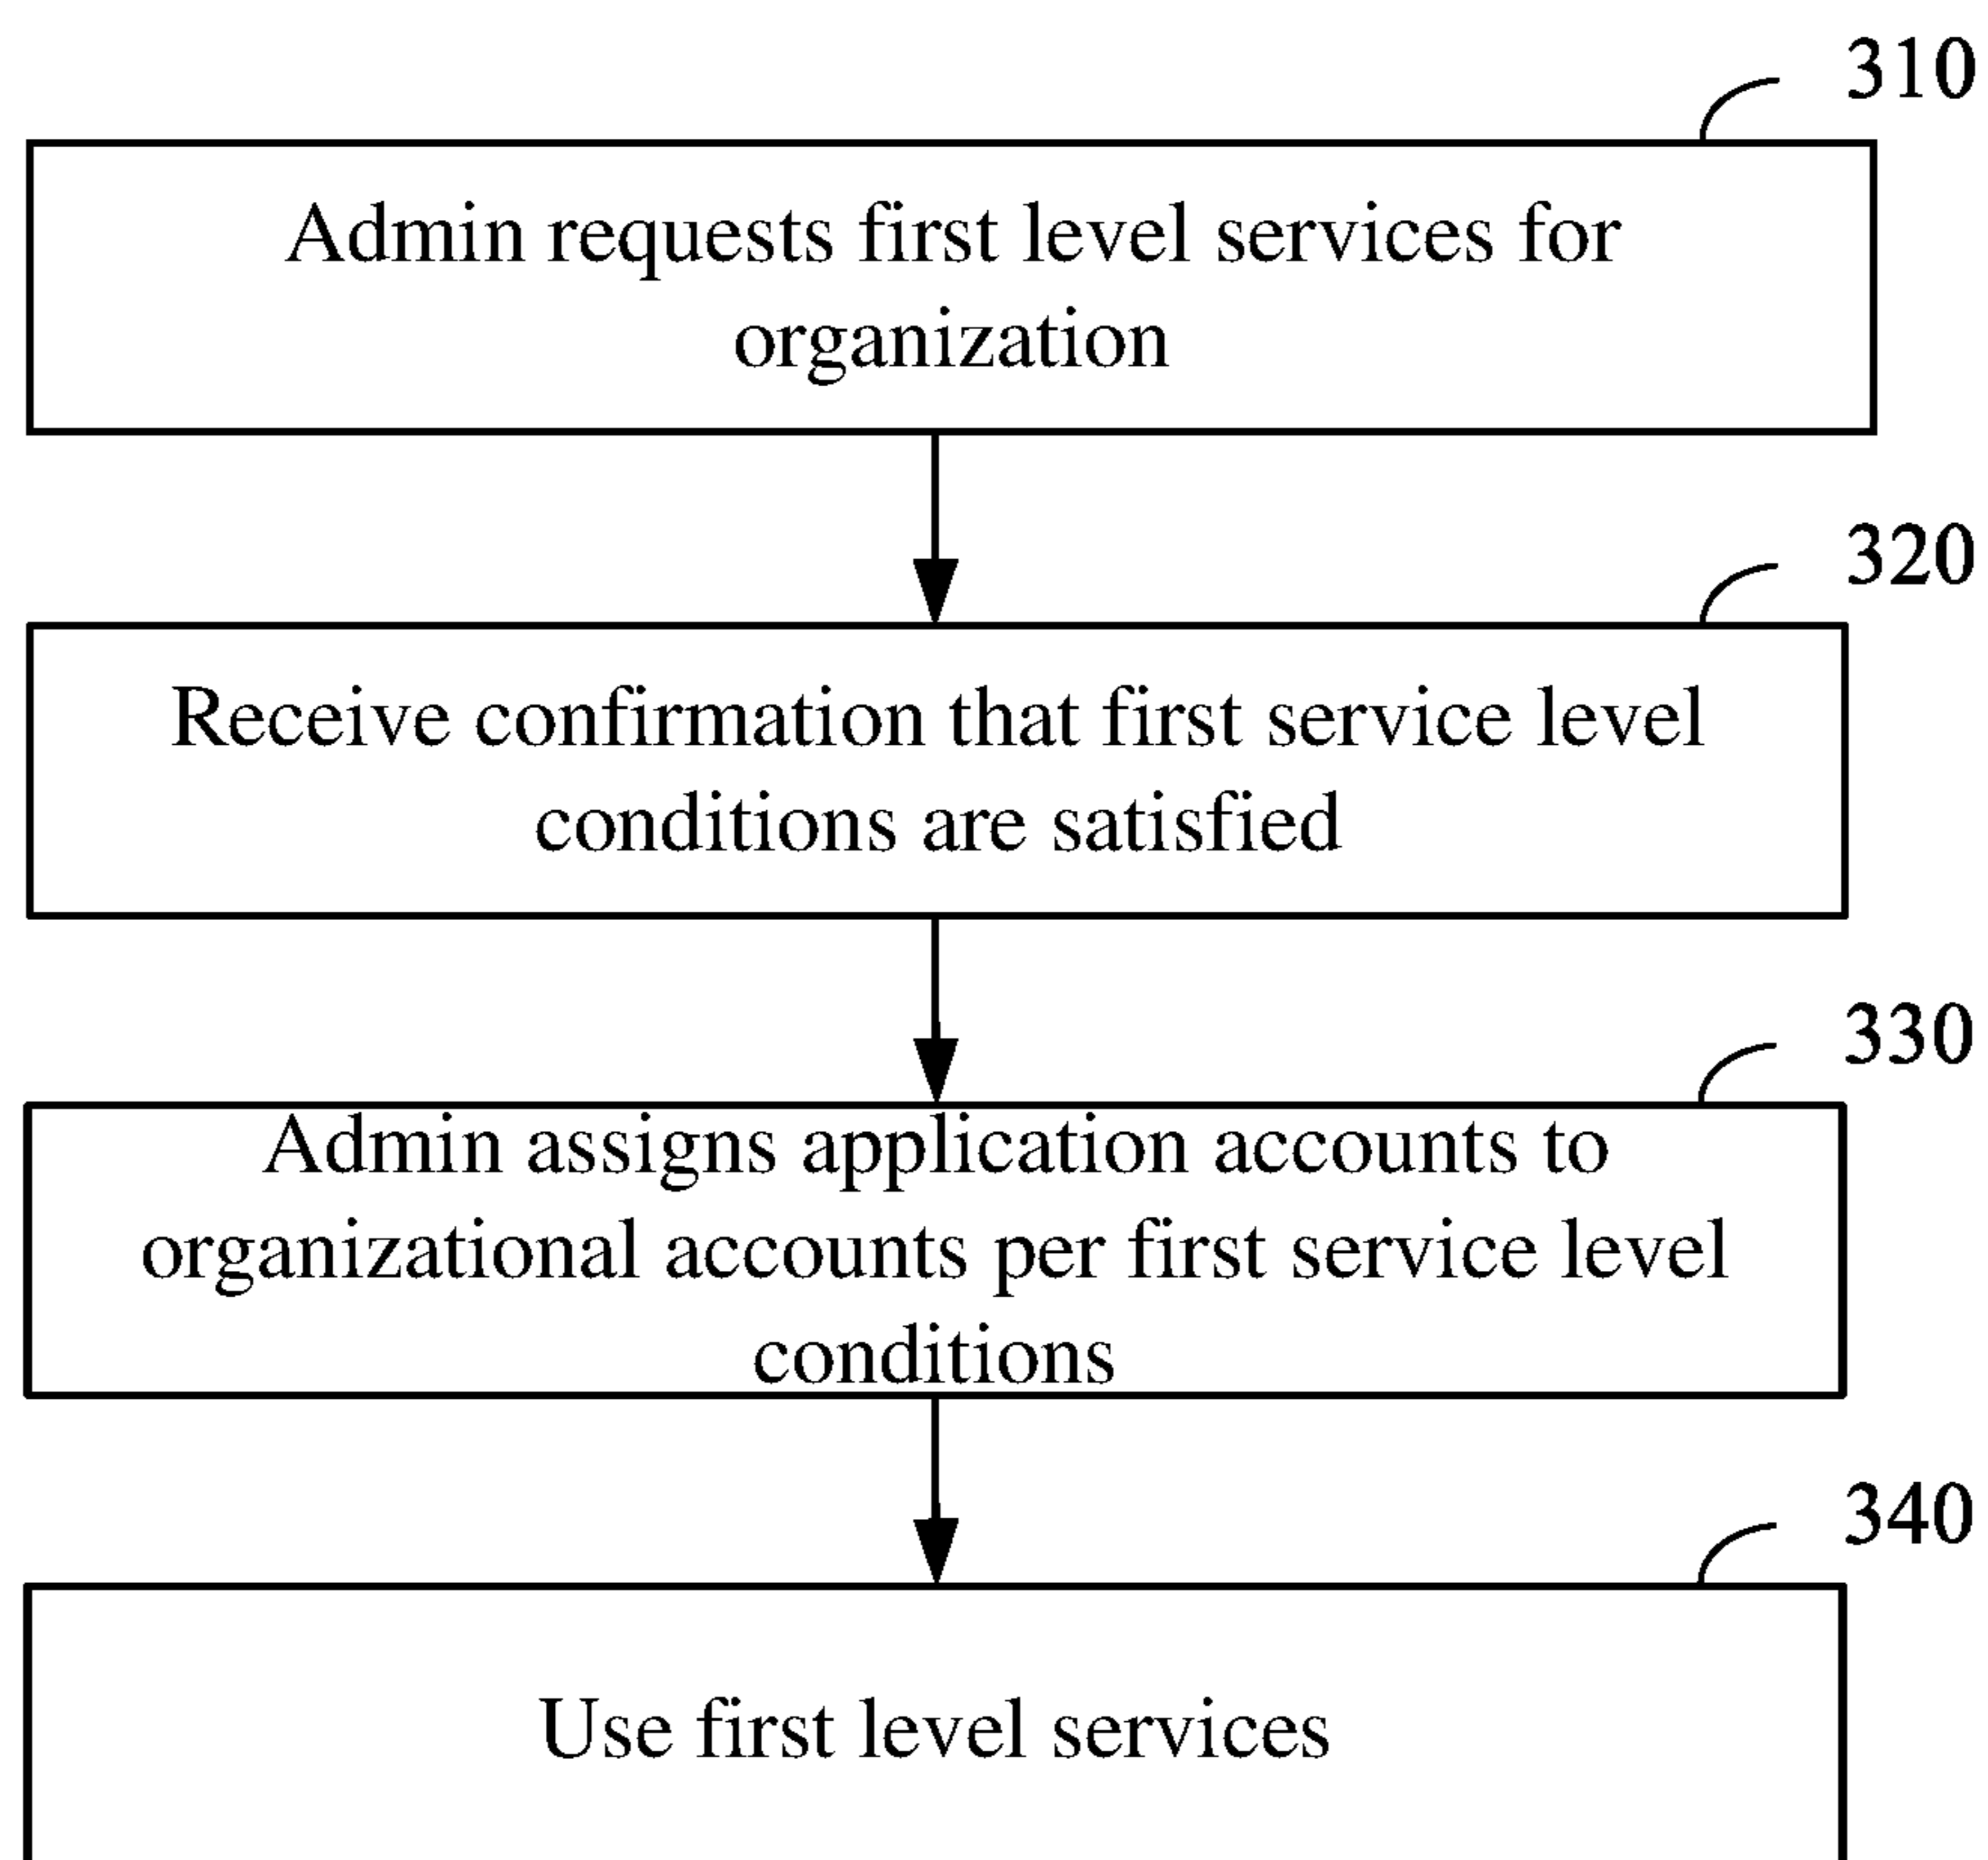 310
Admin requests first level services for
organization
320
Receive confirmation that first service level
conditions are satisfied
330
Admin assigns application accounts to
organizational accounts per first service level
conditions
340
Use first level services